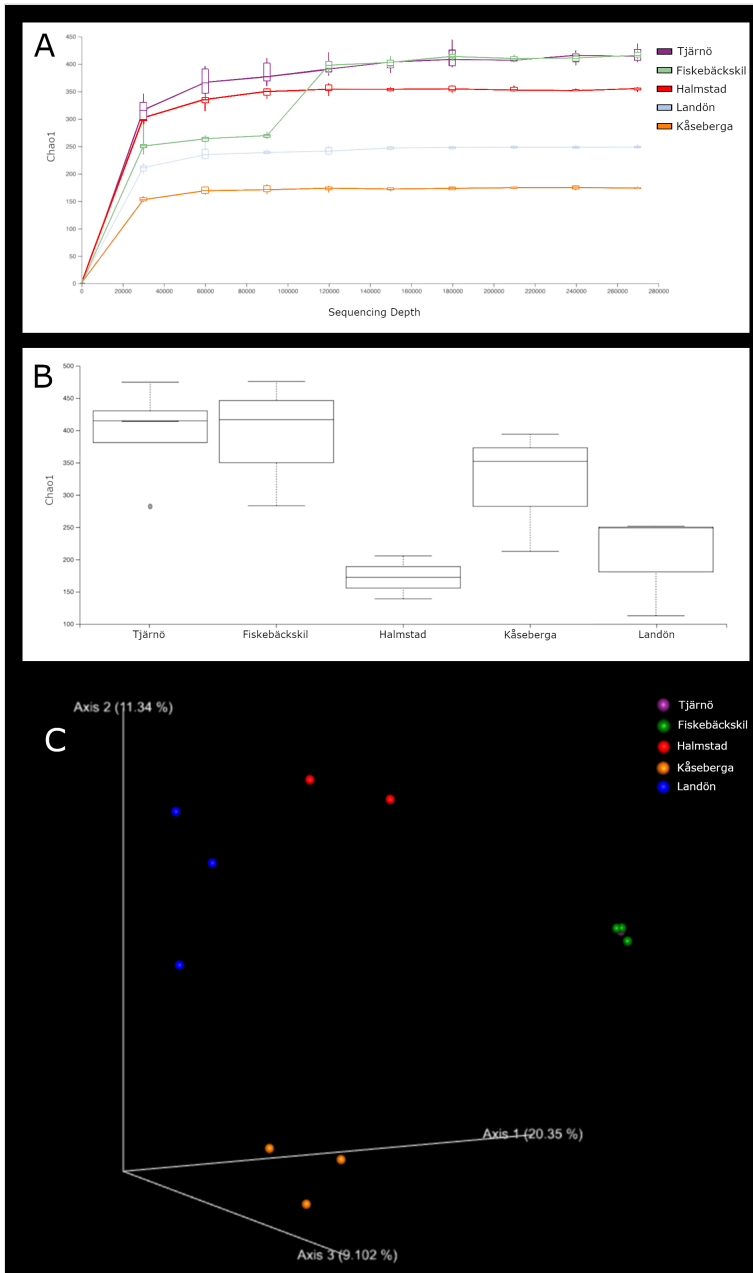 A
450
400
350
300
250
200
150
100
50
0
Chao1
0 20000 40000 60000 80000 100000 120000 140000 160000 180000 200000 220000 240000 260000 280000
Sequencing Depth
Tjärnö
Fiskebäckskil
Halmstad
Landön
Kåseberga
B
500
450
400
350
300
250
200
150
100
Chao1
Tjärnö Fiskebäckskil Halmstad Kåseberga Landön
C
Axis 2 (11.34 %)
Tjärnö
Fiskebäckskil
Halmstad
Kåseberga
Landön
Axis 1 (20.35 %)
Axis 3 (9.102 %)